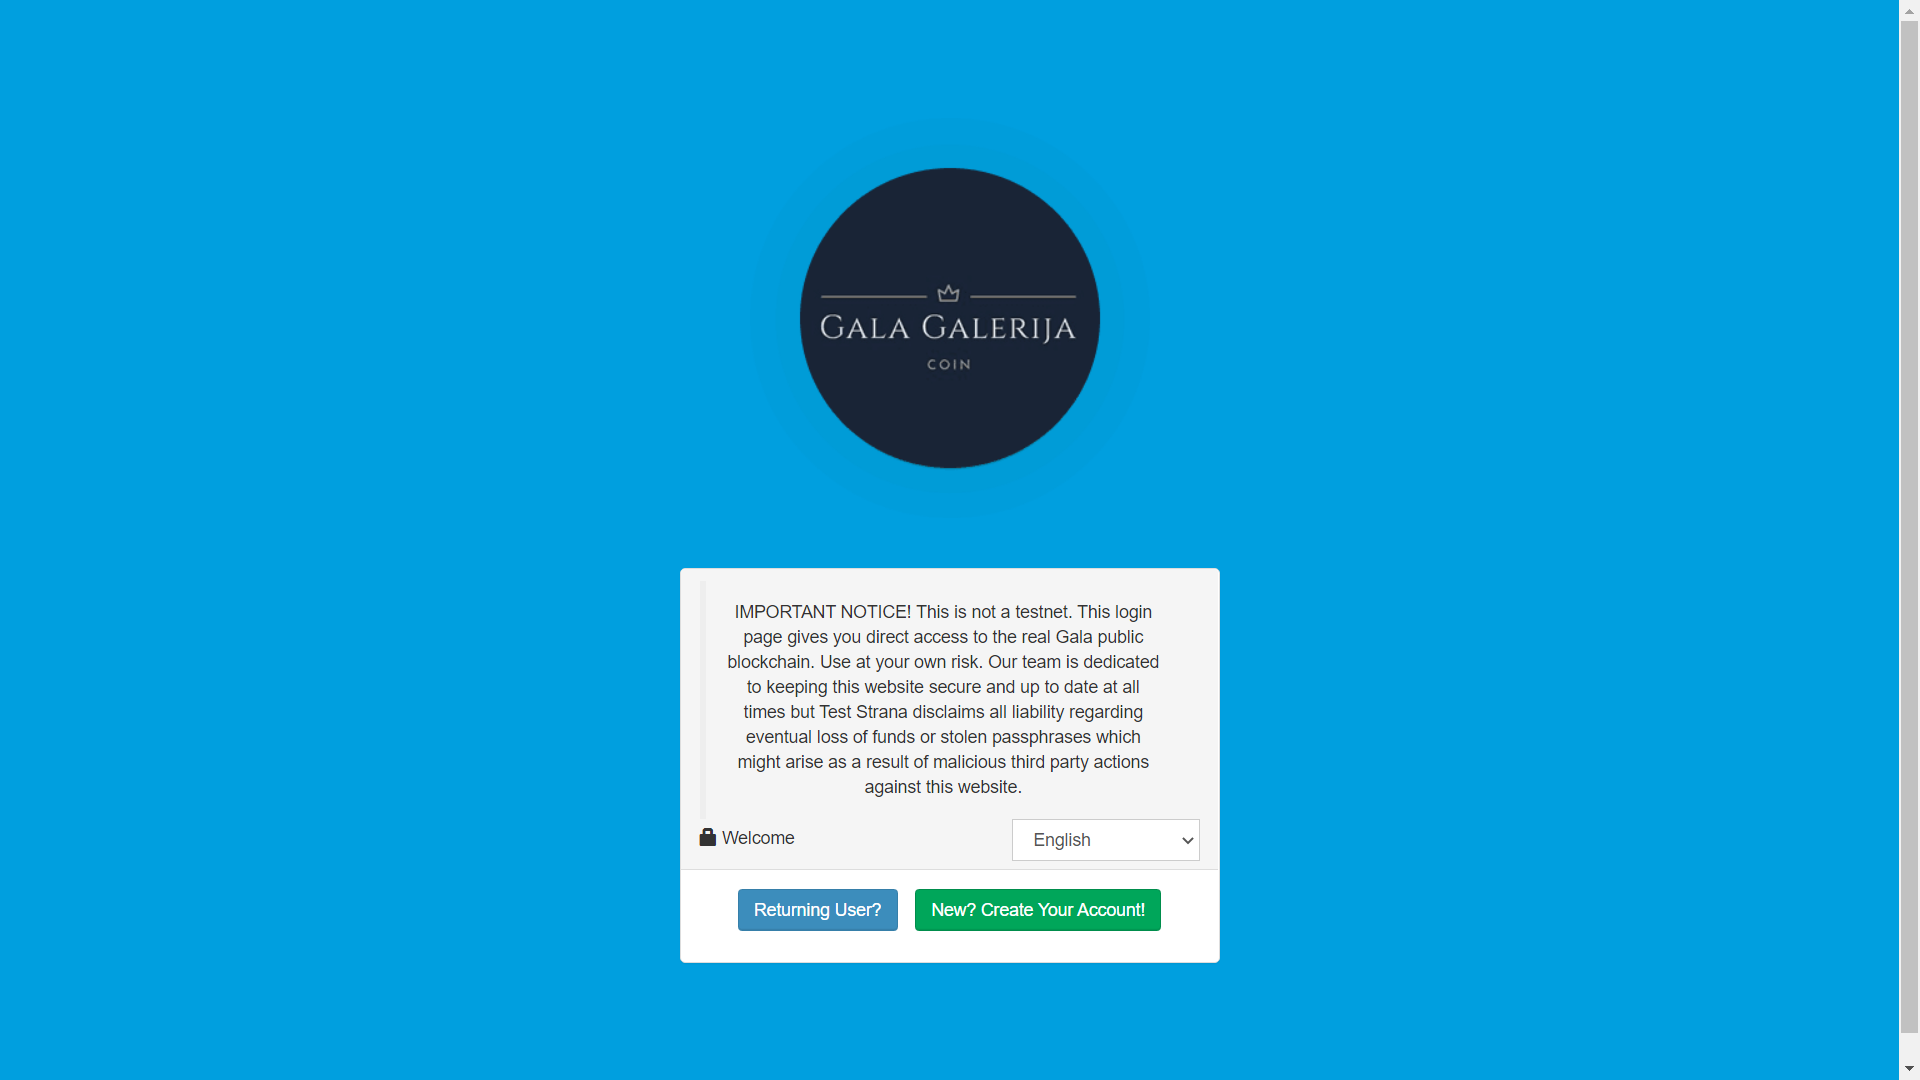 GALA GALERIJA
COIN
IMPORTANT NOTICE! This is not a testnet. This login
page gives you direct access to the real Gala public
blockchain. Use at your own risk. Our team is dedicated
to keeping this website secure and up to date at all
times but Test Strana disclaims all liability regarding
eventual loss of funds or stolen passphrases which
might arise as a result of malicious third party actions
against this website.
Welcome
English
Returning User?
New? Create Your Account!